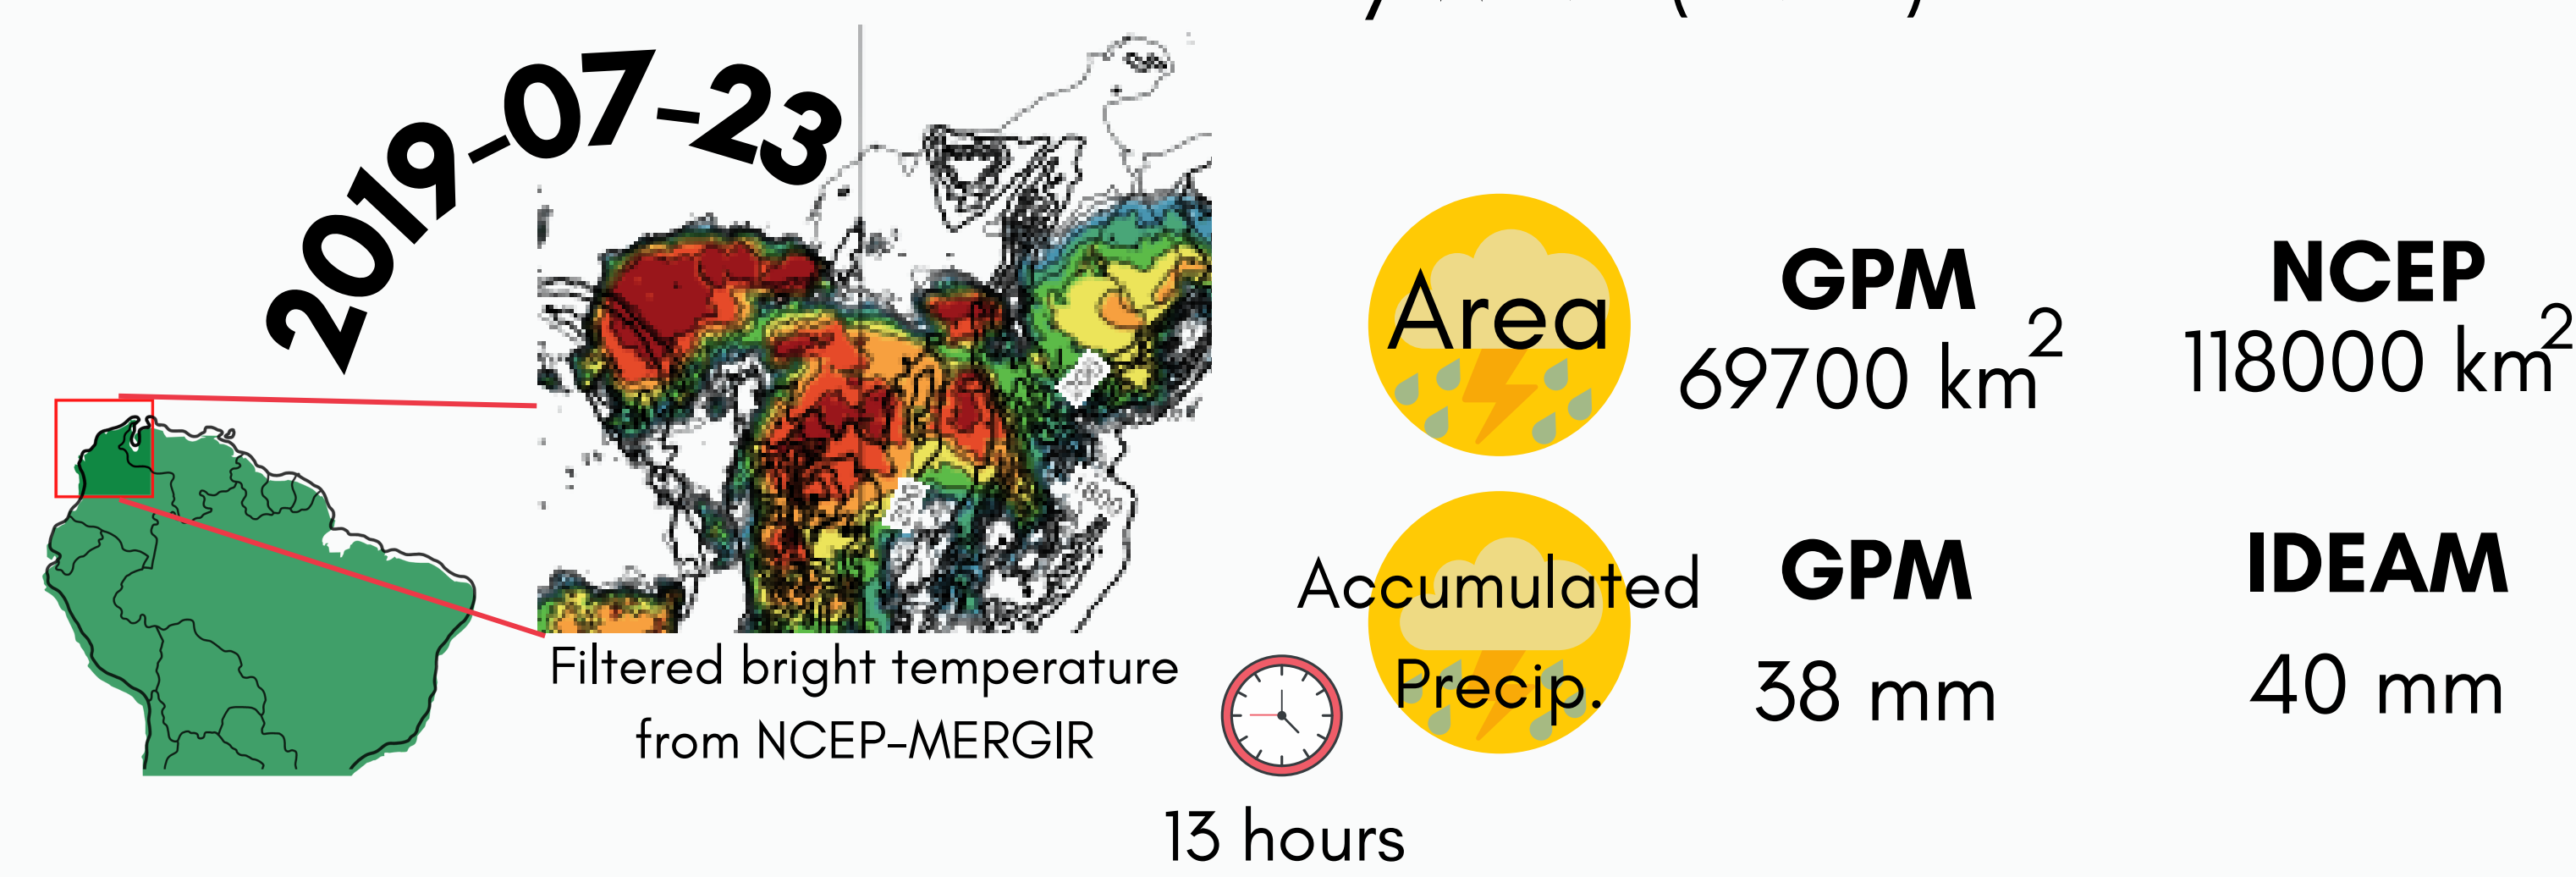 2019-07-23
Area
GPM
69700 km²
NCEP
118000 km²
Accumulated
Precip.
GPM
38 mm
IDEAM
40 mm
Filtered bright temperature
from NCEP-MERGIR
13 hours